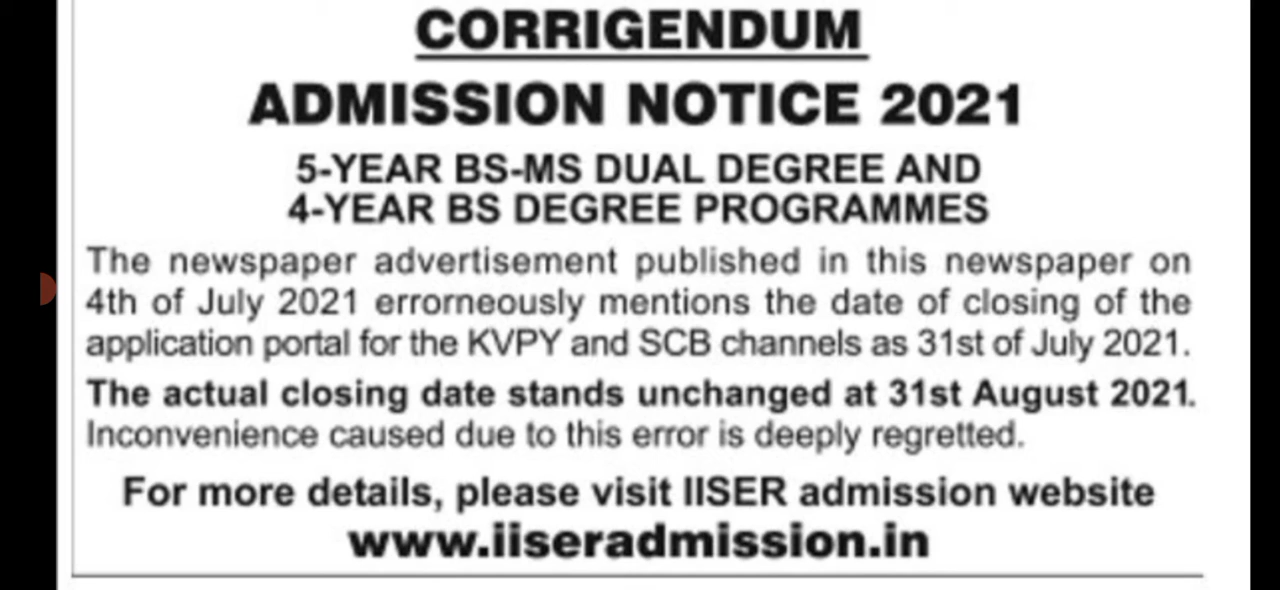 CORRIGENDUM
ADMISSION NOTICE 2021
5-YEAR BS-MS DUAL DEGREE AND
4-YEAR BS DEGREE PROGRAMMES
The newspaper advertisement published in this newspaper on
4th of July 2021 errorneously mentions the date of closing of the
application portal for the KVPY and SCB channels as 31st of July 2021.
The actual closing date stands unchanged at 31st August 2021.
Inconvenience caused due to this error is deeply regretted.
For more details, please visit IISER admission website
www.iiseradmission.in